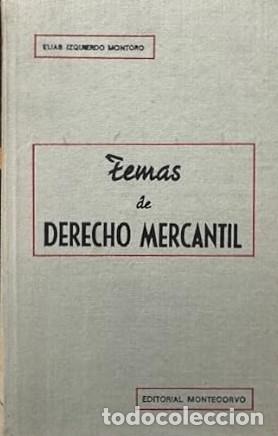 ELIAS IZQUIERDO MONTORO
Temas
de
DERECHO MERCANTIL
EDITORIAL MONTECORVO
todocoleccion.net